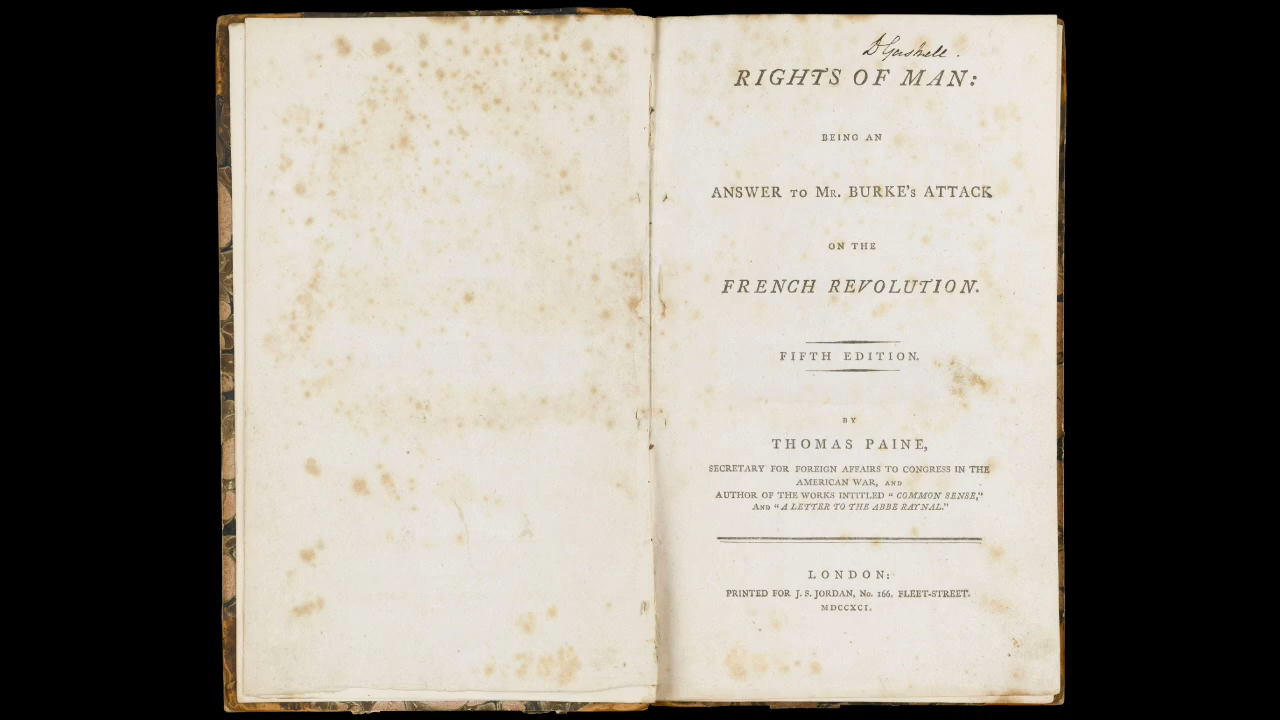 D Gaskell.
RIGHTS OF MAN:
BEING AN
ANSWER TO MR. BURKE'S ATTACK
ON THE
FRENCH REVOLUTION.
FIFTH EDITION.
BY
THOMAS PAINE,
SECRETARY FOR FOREIGN AFFAIRS TO CONGRESS IN THE
AMERICAN WAR, AND
AUTHOR OF THE WORKS INTITLED “ COMMON SENSE,”
AND “ A LETTER TO THE ABBE RAYNAL.”
LONDON:
PRINTED FOR J. S. JORDAN, No. 166, FLEET-STREET.
MDCCXCI.